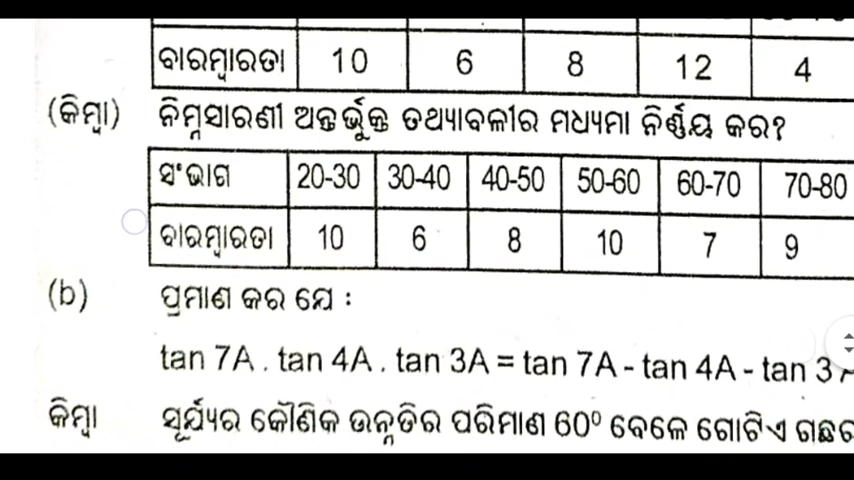 ବାରମ୍ବାରତା 10 6 8 12 4
(କିମ୍ବା) ନିମ୍ନସାରଣୀ ଅନ୍ତର୍ଭୁକ୍ତ ତଥ୍ୟାବଳୀର ମଧ୍ୟମା ନିର୍ଣ୍ଣୟ କର?
ସଂଭାଗ 20-30 30-40 40-50 50-60 60-70 70-80
ବାରମ୍ବାରତା 10 6 8 10 7 9
(b) ପ୍ରମାଣ କର ଯେ :
tan 7A . tan 4A . tan 3A = tan 7A - tan 4A - tan 3
କିମ୍ବା ସୂର୍ଯ୍ୟର କୌଣିକ ଉନ୍ନତିର ପରିମାଣ 60⁰ ବେଳେ ଗୋଟିଏ